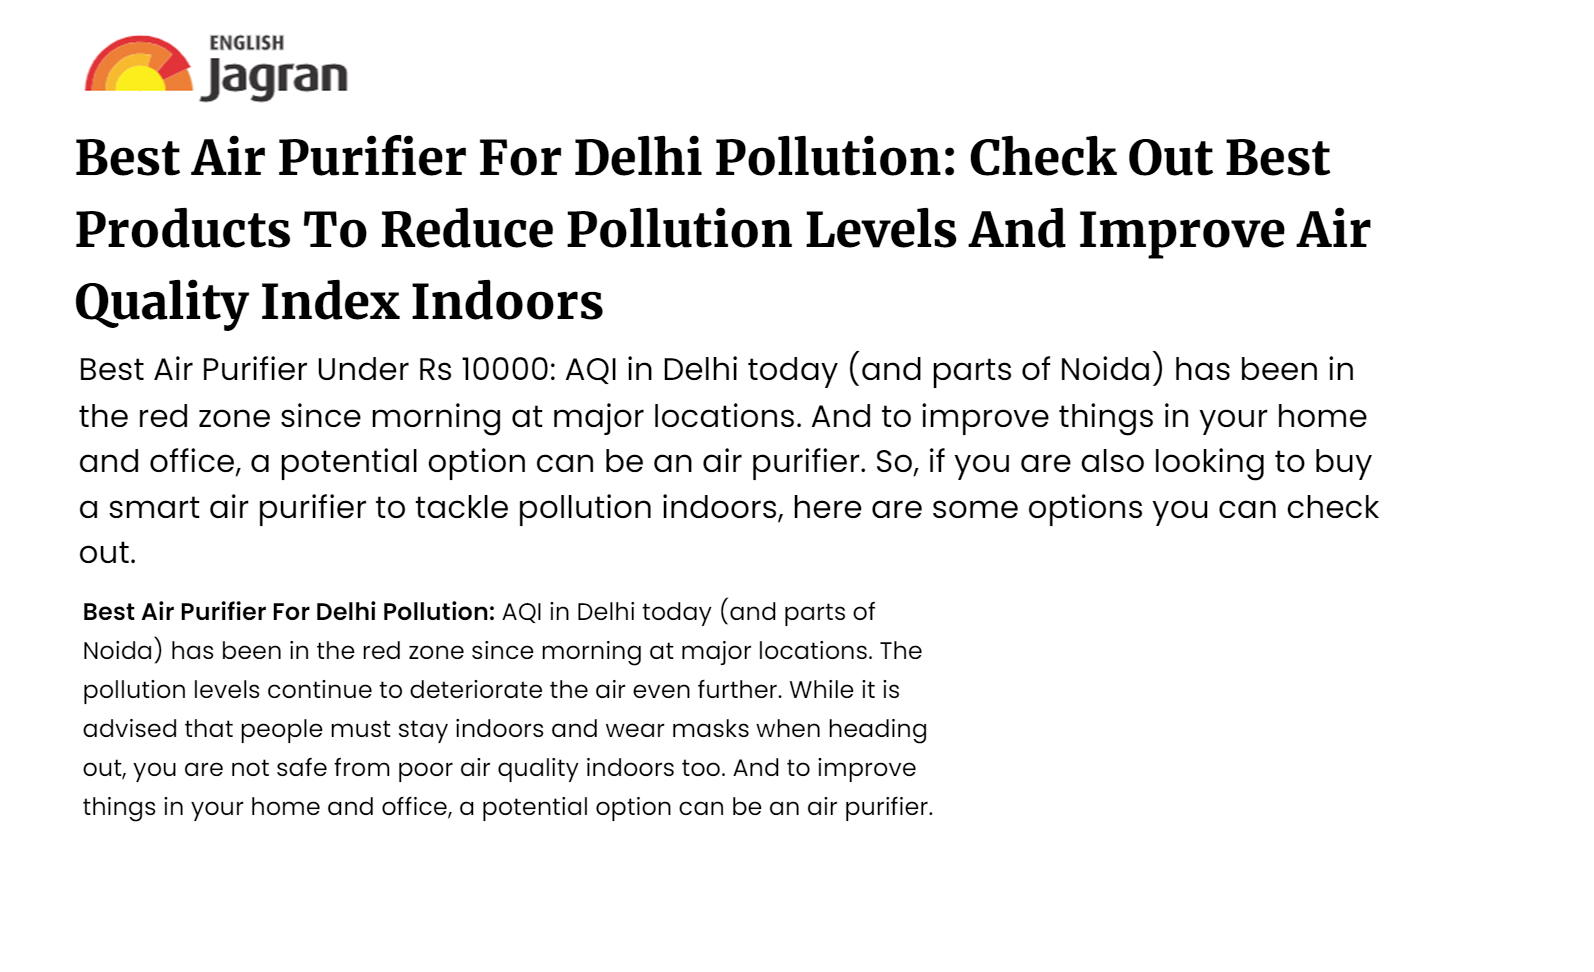 ENGLISH
Jagran
Best Air Purifier For Delhi Pollution: Check Out Best
Products To Reduce Pollution Levels And Improve Air
Quality Index Indoors
Best Air Purifier Under Rs 10000: AQI in Delhi today (and parts of Noida) has been in
the red zone since morning at major locations. And to improve things in your home
and office, a potential option can be an air purifier. So, if you are also looking to buy
a smart air purifier to tackle pollution indoors, here are some options you can check
out.
Best Air Purifier For Delhi Pollution: AQI in Delhi today (and parts of
Noida) has been in the red zone since morning at major locations. The
pollution levels continue to deteriorate the air even further. While it is
advised that people must stay indoors and wear masks when heading
out, you are not safe from poor air quality indoors too. And to improve
things in your home and office, a potential option can be an air purifier.